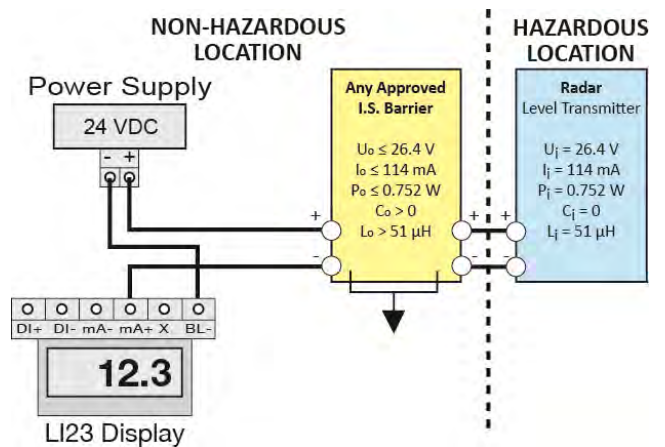 NON-HAZARDOUS
LOCATION
HAZARDOUS
LOCATION
Power Supply
24 VDC
- +
Any Approved
I.S. Barrier
Uₒ ≤ 26.4 V
Iₒ ≤ 114 mA
Pₒ ≤ 0.752 W
Cₒ > 0
Lₒ > 51 μH
Radar
Level Transmitter
Uᵢ = 26.4 V
Iᵢ = 114 mA
Pᵢ = 0.752 W
Cᵢ = 0
Lᵢ = 51 μH
+ + +
- - -
DI+ DI- mA- mA+ X BL-
12.3
LI23 Display